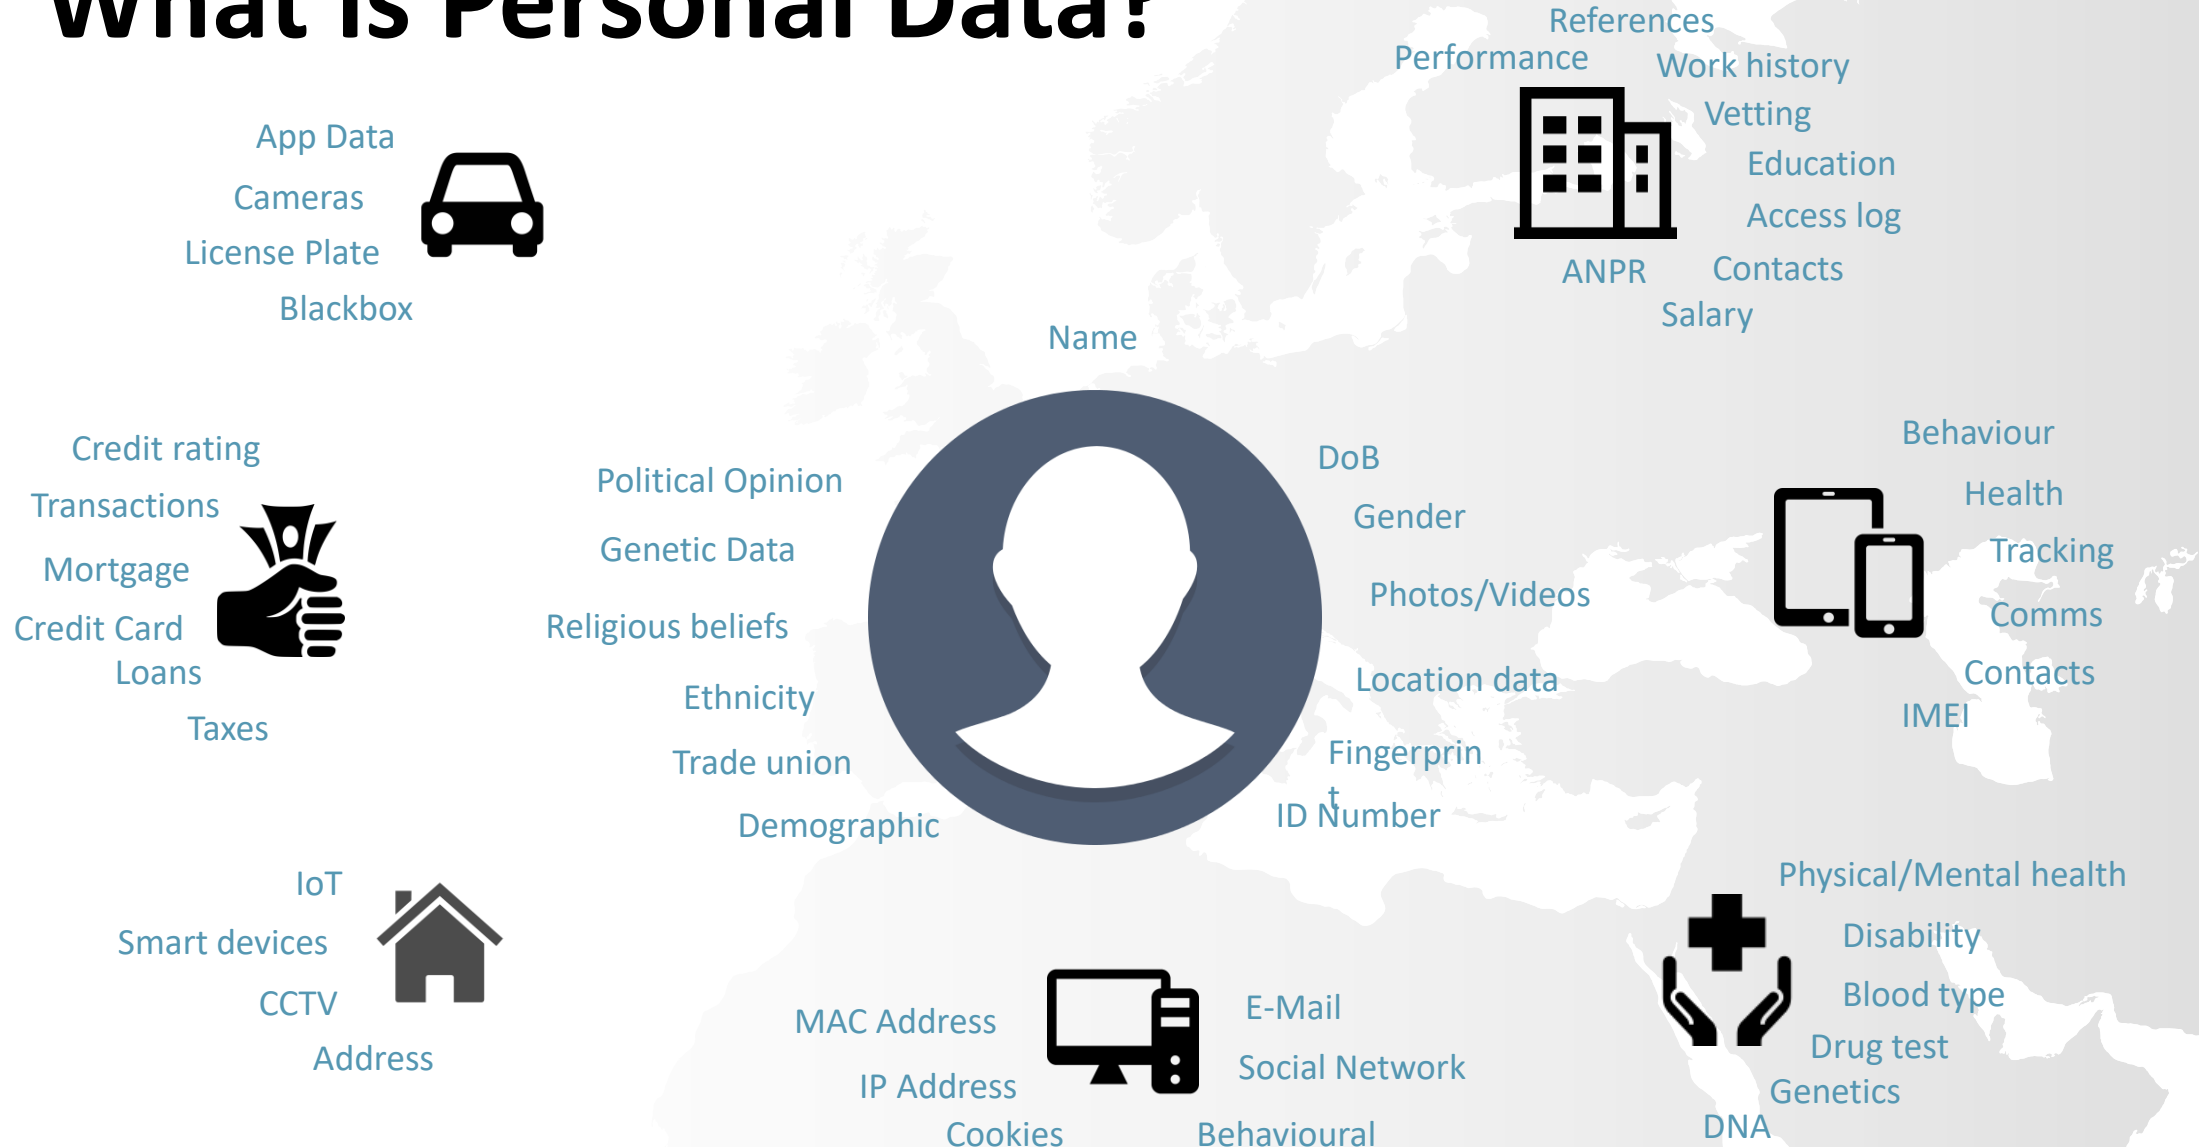 What is Personal Data?
App Data
Cameras
License Plate
Blackbox
References
Performance
Work history
Vetting
Education
Access log
ANPR
Contacts
Salary
Credit rating
Transactions
Mortgage
Credit Card
Loans
Taxes
Name
Political Opinion
Genetic Data
Religious beliefs
Ethnicity
Trade union
Demographic
DoB
Gender
Photos/Videos
Location data
Fingerprin
t
ID Number
Behaviour
Health
Tracking
Comms
Contacts
IMEI
IoT
Smart devices
CCTV
Address
MAC Address
IP Address
Cookies
E-Mail
Social Network
Behavioural
Physical/Mental health
Disability
Blood type
Drug test
Genetics
DNA